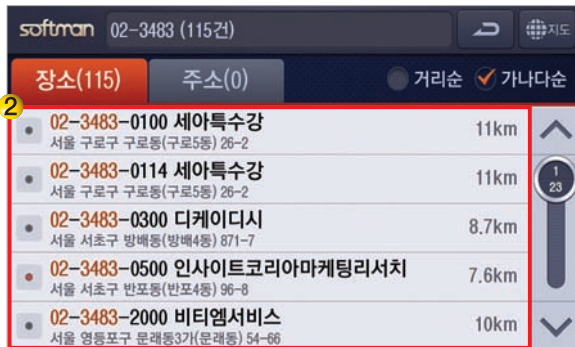 softman 02-3483 (115건) 지도
장소(115) 주소(0) 거리순 가나다순
2
02-3483-0100 세아특수강 11km
서울 구로구 구로동(구로5동) 26-2
02-3483-0114 세아특수강 11km
서울 구로구 구로동(구로5동) 26-2
1
23
02-3483-0300 디케이디시 8.7km
서울 서초구 방배동(방배4동) 871-7
02-3483-0500 인사이트코리아마케팅리서치 7.6km
서울 서초구 반포동(반포4동) 96-8
02-3483-2000 비티엠서비스 10km
서울 영등포구 문래동3가(문래동) 54-66